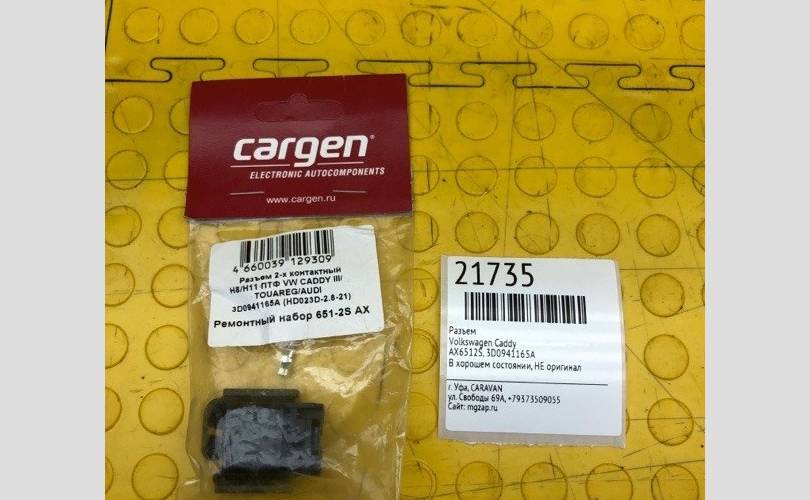 cargen®
ELECTRONIC AUTOCOMPONENTS
www.cargen.ru
4 660039 129309
Разъем 2-х контактный
H8/H11 ПТФ VW CADDY III/
TOUAREG/AUDI
3D0941165A (HD023D-2.8-21)
Ремонтный набор 651-2S AX
21735
Разъем
Volkswagen Caddy
AX6512S, 3D0941165A
В хорошем состоянии, НЕ оригинал
г. Уфа, CARAVAN
ул. Свободы 69А, +79373509055
Сайт: mgzap.ru